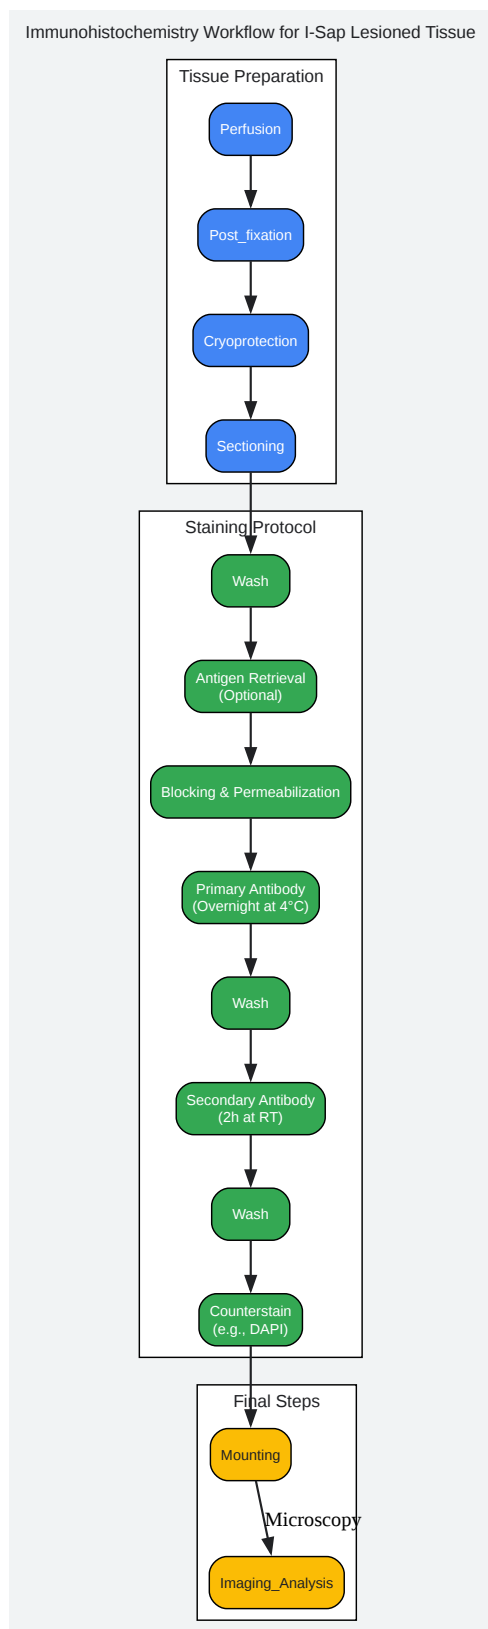 Immunohistochemistry Workflow for I-Sap Lesioned Tissue
Tissue Preparation
Perfusion
Post_fixation
Cryoprotection
Sectioning
Staining Protocol
Wash
Antigen Retrieval
(Optional)
Blocking & Permeabilization
Primary Antibody
(Overnight at 4°C)
Wash
Secondary Antibody
(2h at RT)
Wash
Counterstain
(e.g., DAPI)
Final Steps
Mounting
Microscopy
Imaging_Analysis